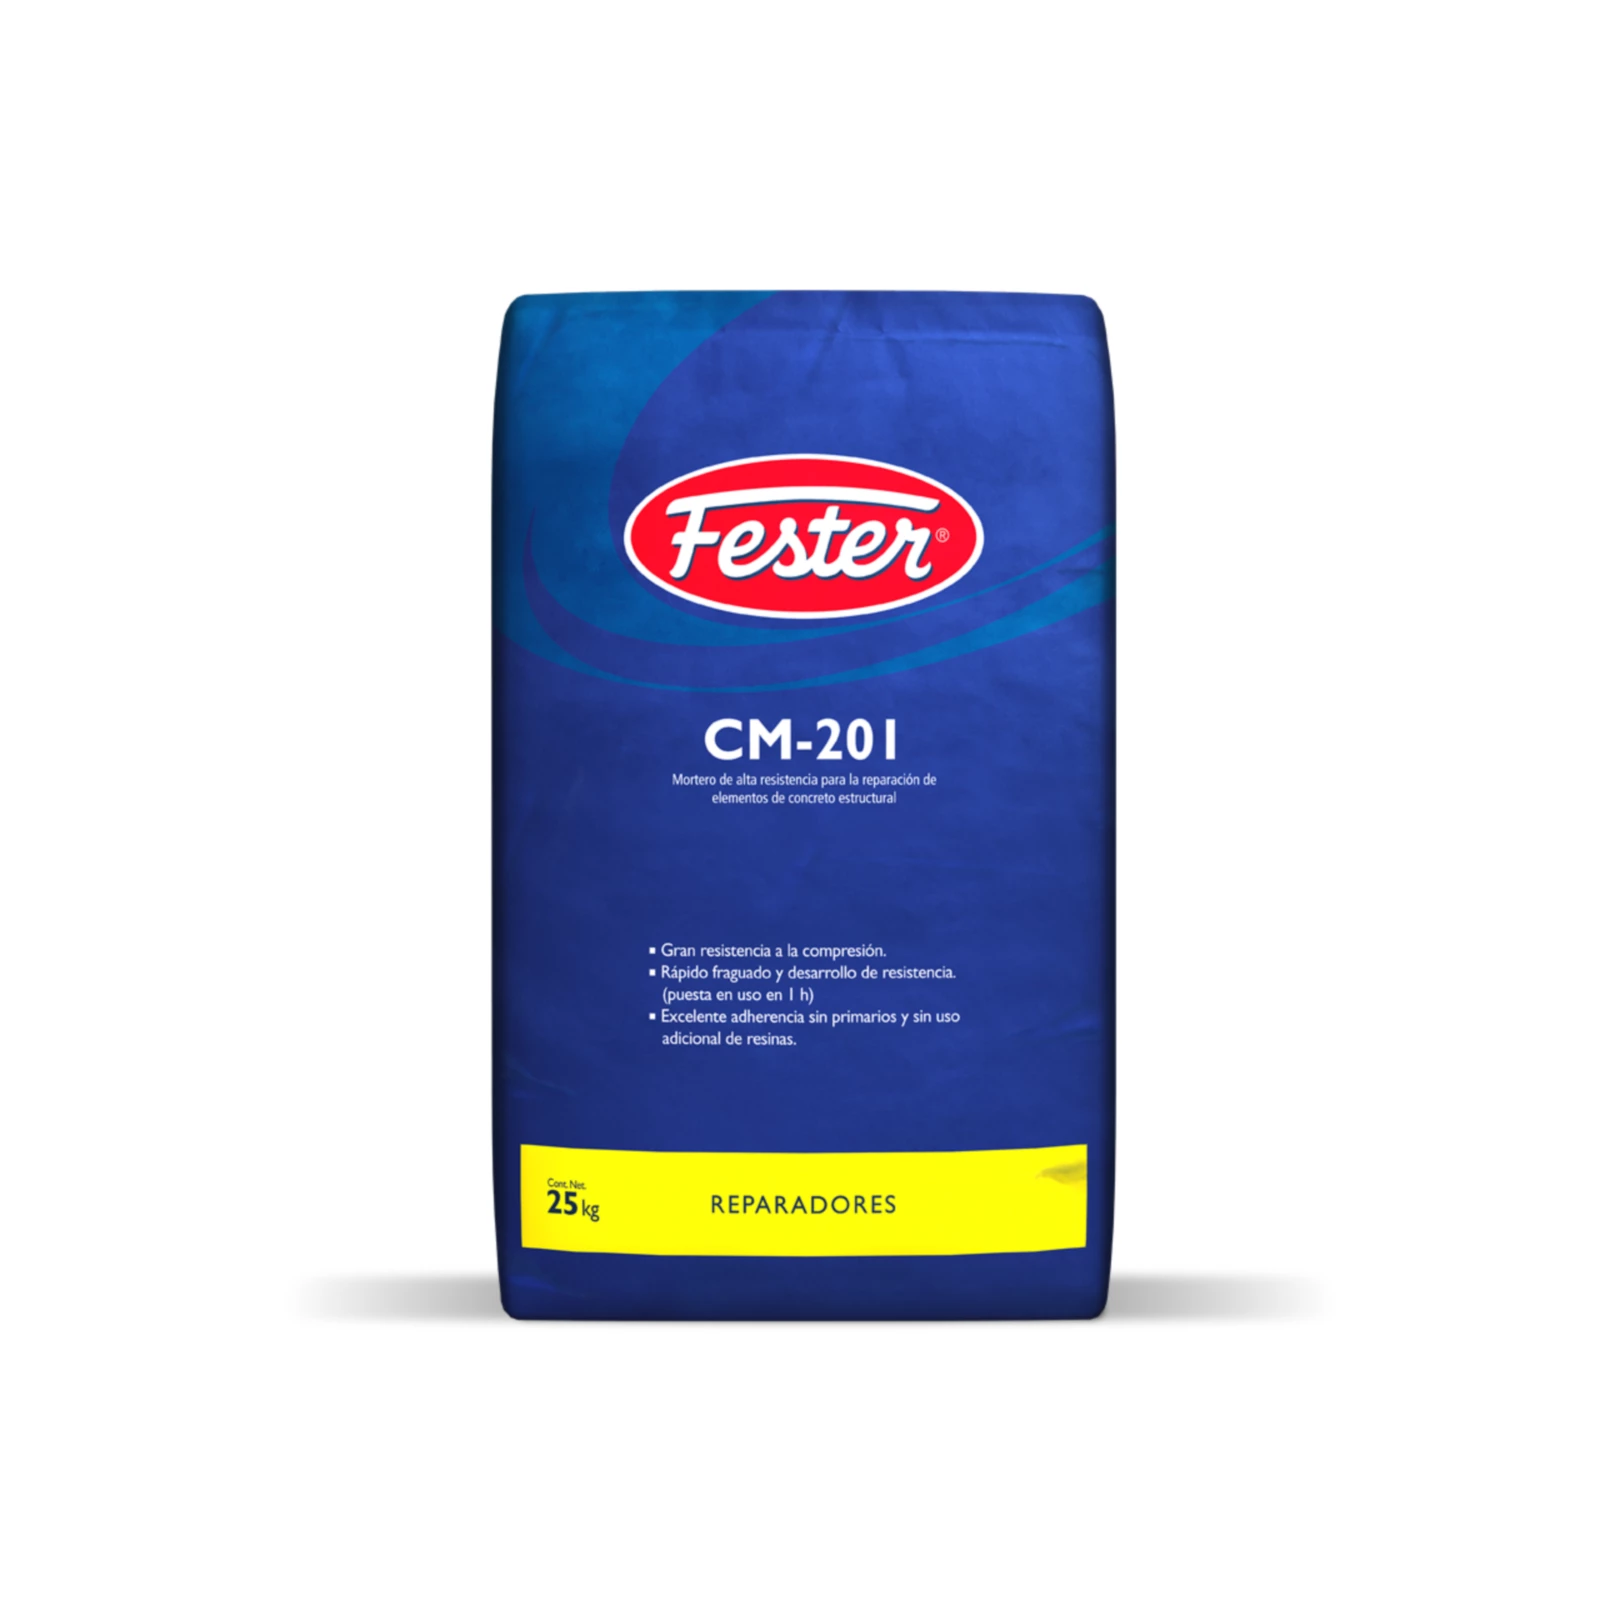 Fester®
CM-201
Mortero de alta resistencia para la reparación de
elementos de concreto estructural
▪ Gran resistencia a la compresión.
▪ Rápido fraguado y desarrollo de resistencia.
(puesta en uso en 1 h)
▪ Excelente adherencia sin primarios y sin uso
adicional de resinas.
Cont. Net.
25 kg
REPARADORES